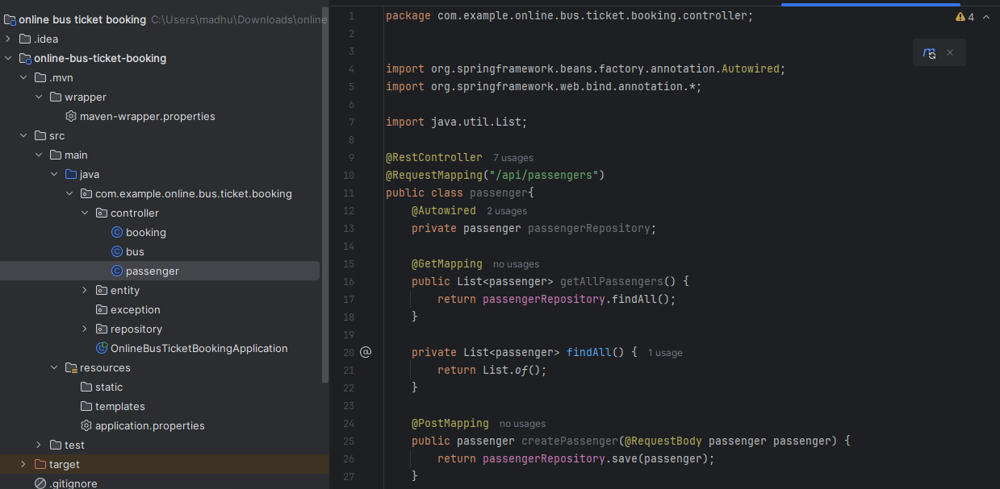 online bus ticket booking C:\Users\madhu\Downloads\online
.idea
online-bus-ticket-booking
.mvn
wrapper
maven-wrapper.properties
src
main
java
com.example.online.bus.ticket.booking
controller
booking
bus
passenger
entity
exception
repository
OnlineBusTicketBookingApplication
resources
static
templates
application.properties
test
target
.gitignore
1 package com.example.online.bus.ticket.booking.controller;
4
2
3
4 import org.springframework.beans.factory.annotation.Autowired;
5 import org.springframework.web.bind.annotation.*;
6
7 import java.util.List;
8
9 @RestController 7 usages
10 @RequestMapping("/api/passengers")
11 public class passenger{
12 @Autowired 2 usages
13 private passenger passengerRepository;
14
15 @GetMapping no usages
16 public List<passenger> getAllPassengers() {
17 return passengerRepository.findAll();
18 }
19
20 private List<passenger> findAll() { 1 usage
21 return List.of();
22 }
23
24 @PostMapping no usages
25 public passenger createPassenger(@RequestBody passenger passenger) {
26 return passengerRepository.save(passenger);
27 }